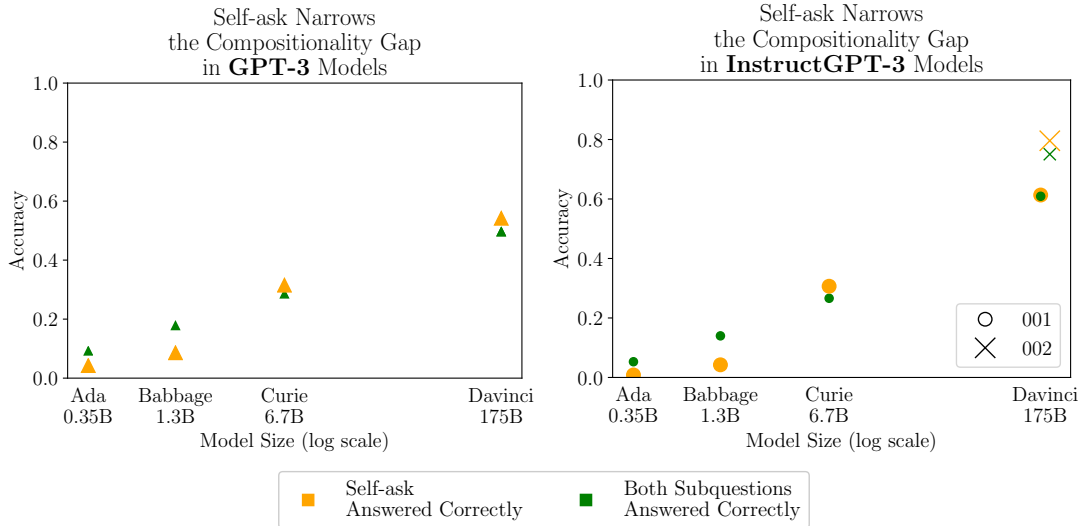 Self-ask Narrows
the Compositionality Gap
in GPT-3 Models
1.0
0.8
0.6
0.4
0.2
0.0
Accuracy
Ada
0.35B
Babbage
1.3B
Curie
6.7B
Davinci
175B
Model Size (log scale)
Self-ask Narrows
the Compositionality Gap
in InstructGPT-3 Models
1.0
0.8
0.6
0.4
0.2
0.0
Accuracy
001
002
Ada
0.35B
Babbage
1.3B
Curie
6.7B
Davinci
175B
Model Size (log scale)
Self-ask
Answered Correctly
Both Subquestions
Answered Correctly